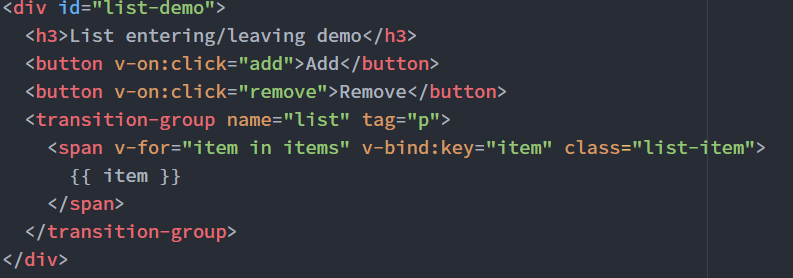 <div id="list-demo">
  <h3>List entering/leaving demo</h3>
  <button v-on:click="add">Add</button>
  <button v-on:click="remove">Remove</button>
  <transition-group name="list" tag="p">
    <span v-for="item in items" v-bind:key="item" class="list-item">
      {{ item }}
    </span>
  </transition-group>
</div>